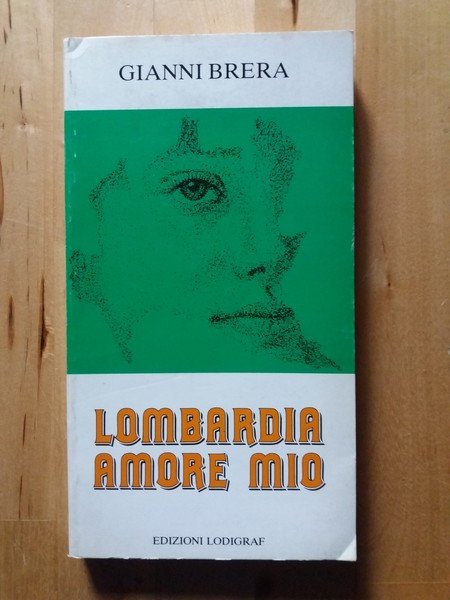 GIANNI BRERA
LOMBARDIA
AMORE MIO
EDIZIONI LODIGRAF